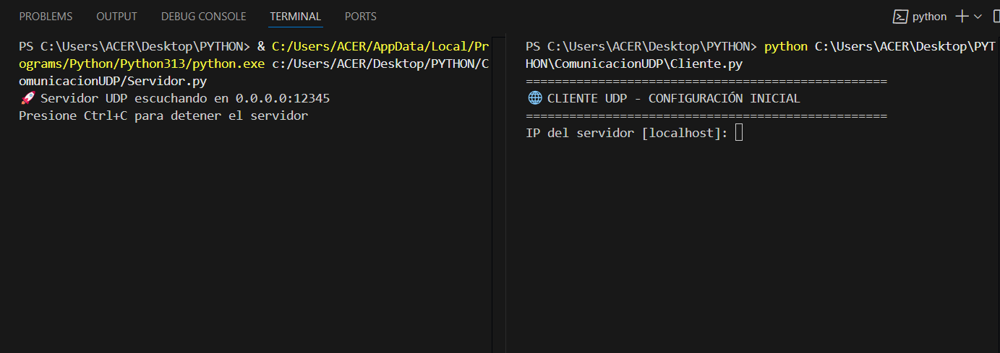 PROBLEMS OUTPUT DEBUG CONSOLE TERMINAL PORTS
python
PS C:\Users\ACER\Desktop\PYTHON> & C:/Users/ACER/AppData/Local/Pr
ograms/Python/Python313/python.exe c:/Users/ACER/Desktop/PYTHON/C
omunicacionUDP/Servidor.py
🚀 Servidor UDP escuchando en 0.0.0.0:12345
Presione Ctrl+C para detener el servidor
PS C:\Users\ACER\Desktop\PYTHON> python C:\Users\ACER\Desktop\PYT
HON\ComunicacionUDP\Cliente.py
==================================================
🌐 CLIENTE UDP - CONFIGURACIÓN INICIAL
==================================================
IP del servidor [localhost]: